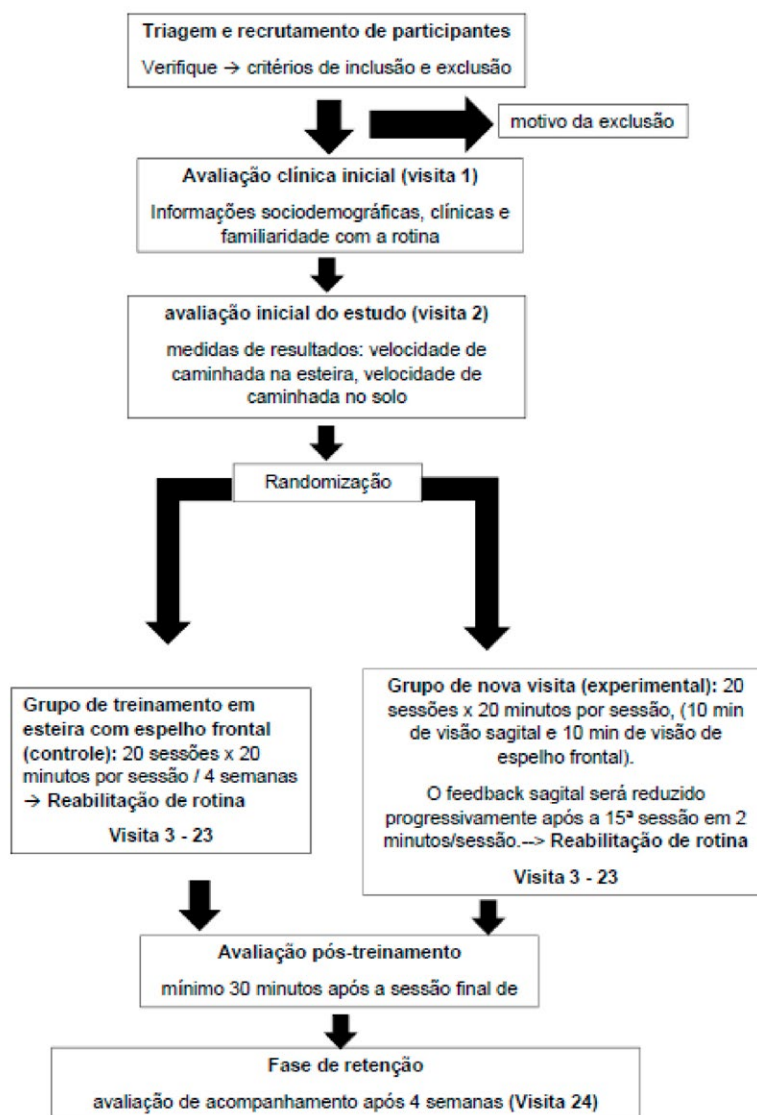 Triagem e recrutamento de participantes
Verifique → critérios de inclusão e exclusão
motivo da exclusão
Avaliação clínica inicial (visita 1)
Informações sociodemográficas, clínicas e
familiaridade com a rotina
avaliação inicial do estudo (visita 2)
medidas de resultados: velocidade de
caminhada na esteira, velocidade de
caminhada no solo
Randomização
Grupo de treinamento em
esteira com espelho frontal
(controle): 20 sessões x 20
minutos por sessão / 4 semanas
→ Reabilitação de rotina
Visita 3 - 23
Grupo de nova visita (experimental): 20
sessões x 20 minutos por sessão, (10 min
de visão sagital e 10 min de visão de
espelho frontal).
O feedback sagital será reduzido
progressivamente após a 15ª sessão em 2
minutos/sessão.--> Reabilitação de rotina
Visita 3 - 23
Avaliação pós-treinamento
mínimo 30 minutos após a sessão final de
Fase de retenção
avaliação de acompanhamento após 4 semanas (Visita 24)